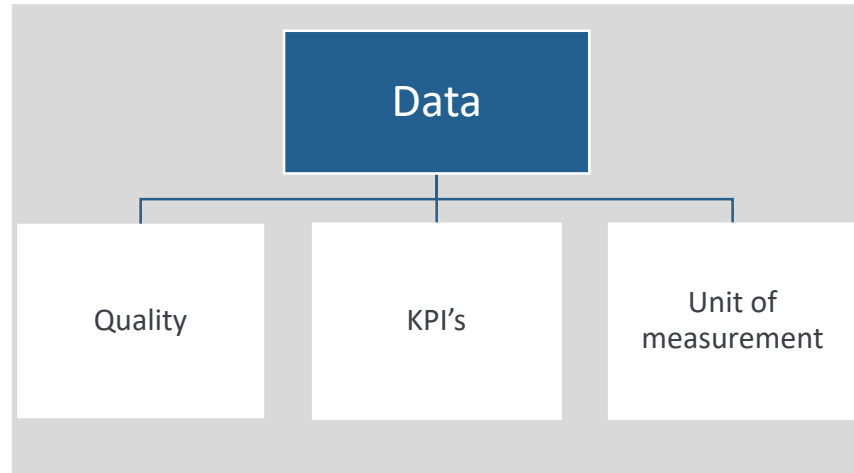 Data
Quality
KPI’s
Unit of
measurement